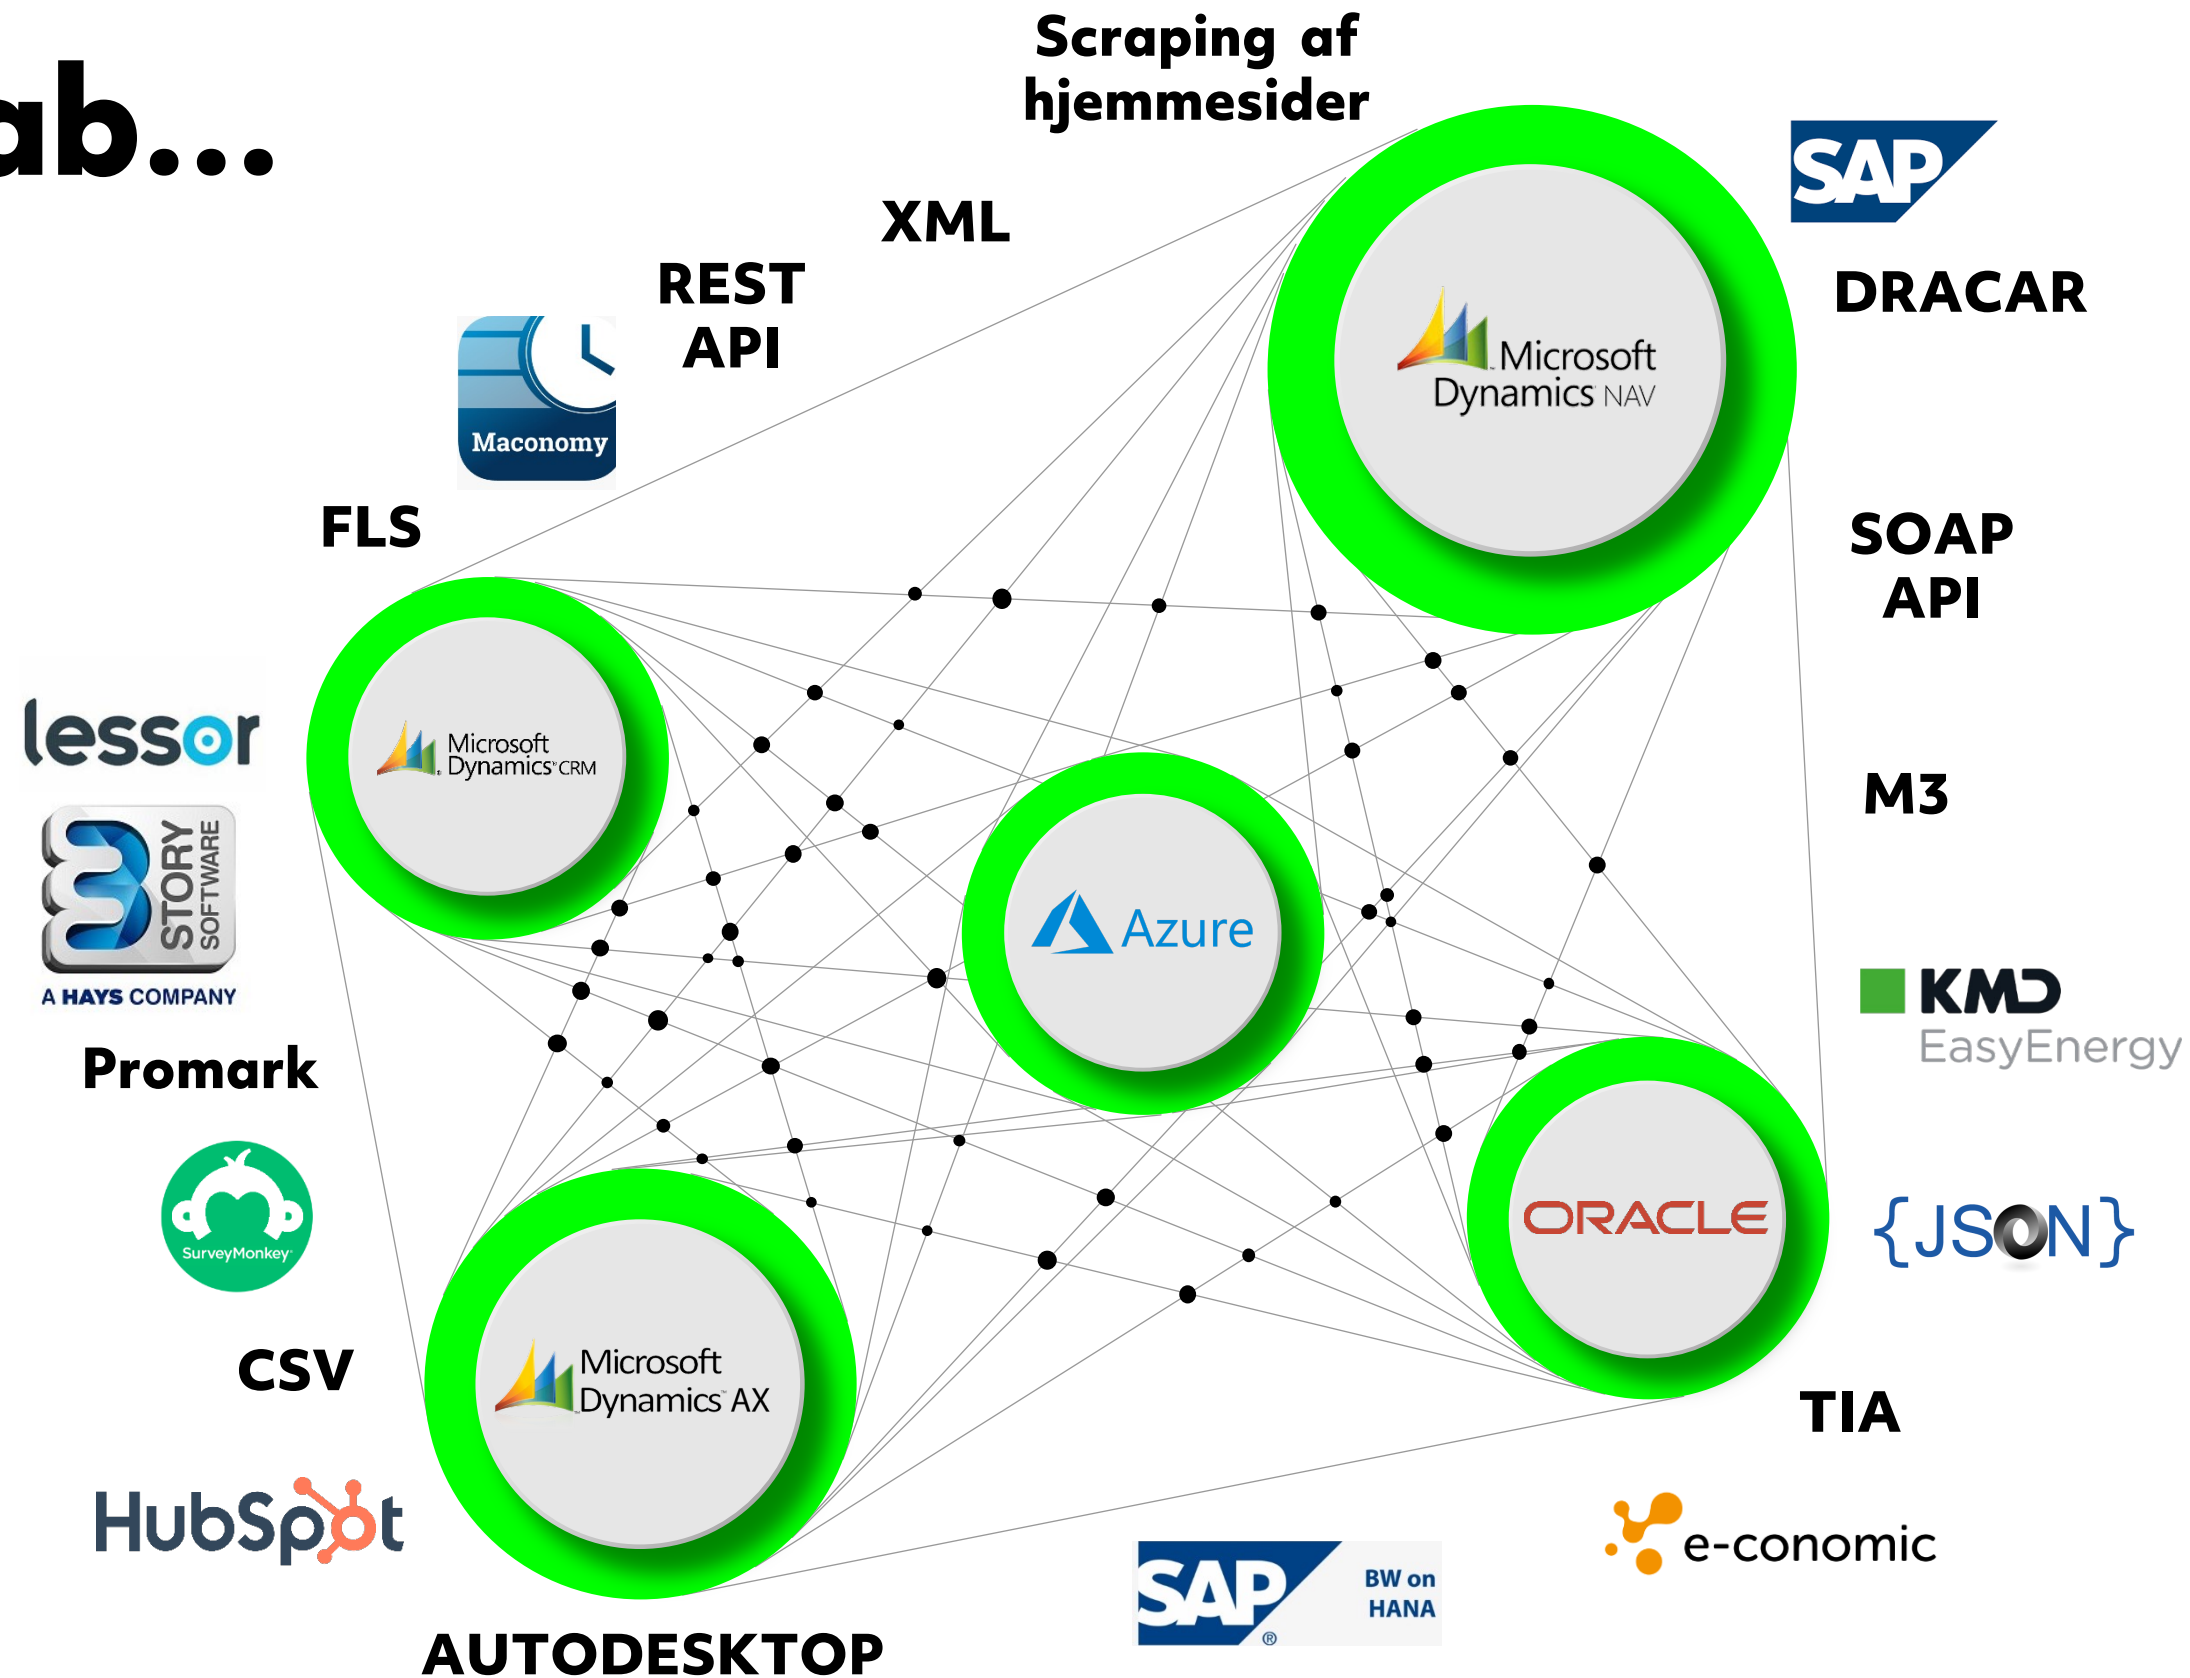 ab...
Scraping af
hjemmesider
SAP
XML
REST
API
DRACAR
Maconomy
Microsoft
Dynamics NAV
FLS
SOAP
API
lessor
Microsoft
Dynamics CRM
M3
STORY
SOFTWARE
A HAYS COMPANY
Azure
KMD
EasyEnergy
Promark
SurveyMonkey
ORACLE
{JSON}
CSV
Microsoft
Dynamics AX
TIA
HubSpot
e-conomic
SAP
®
BW on
HANA
AUTODESKTOP